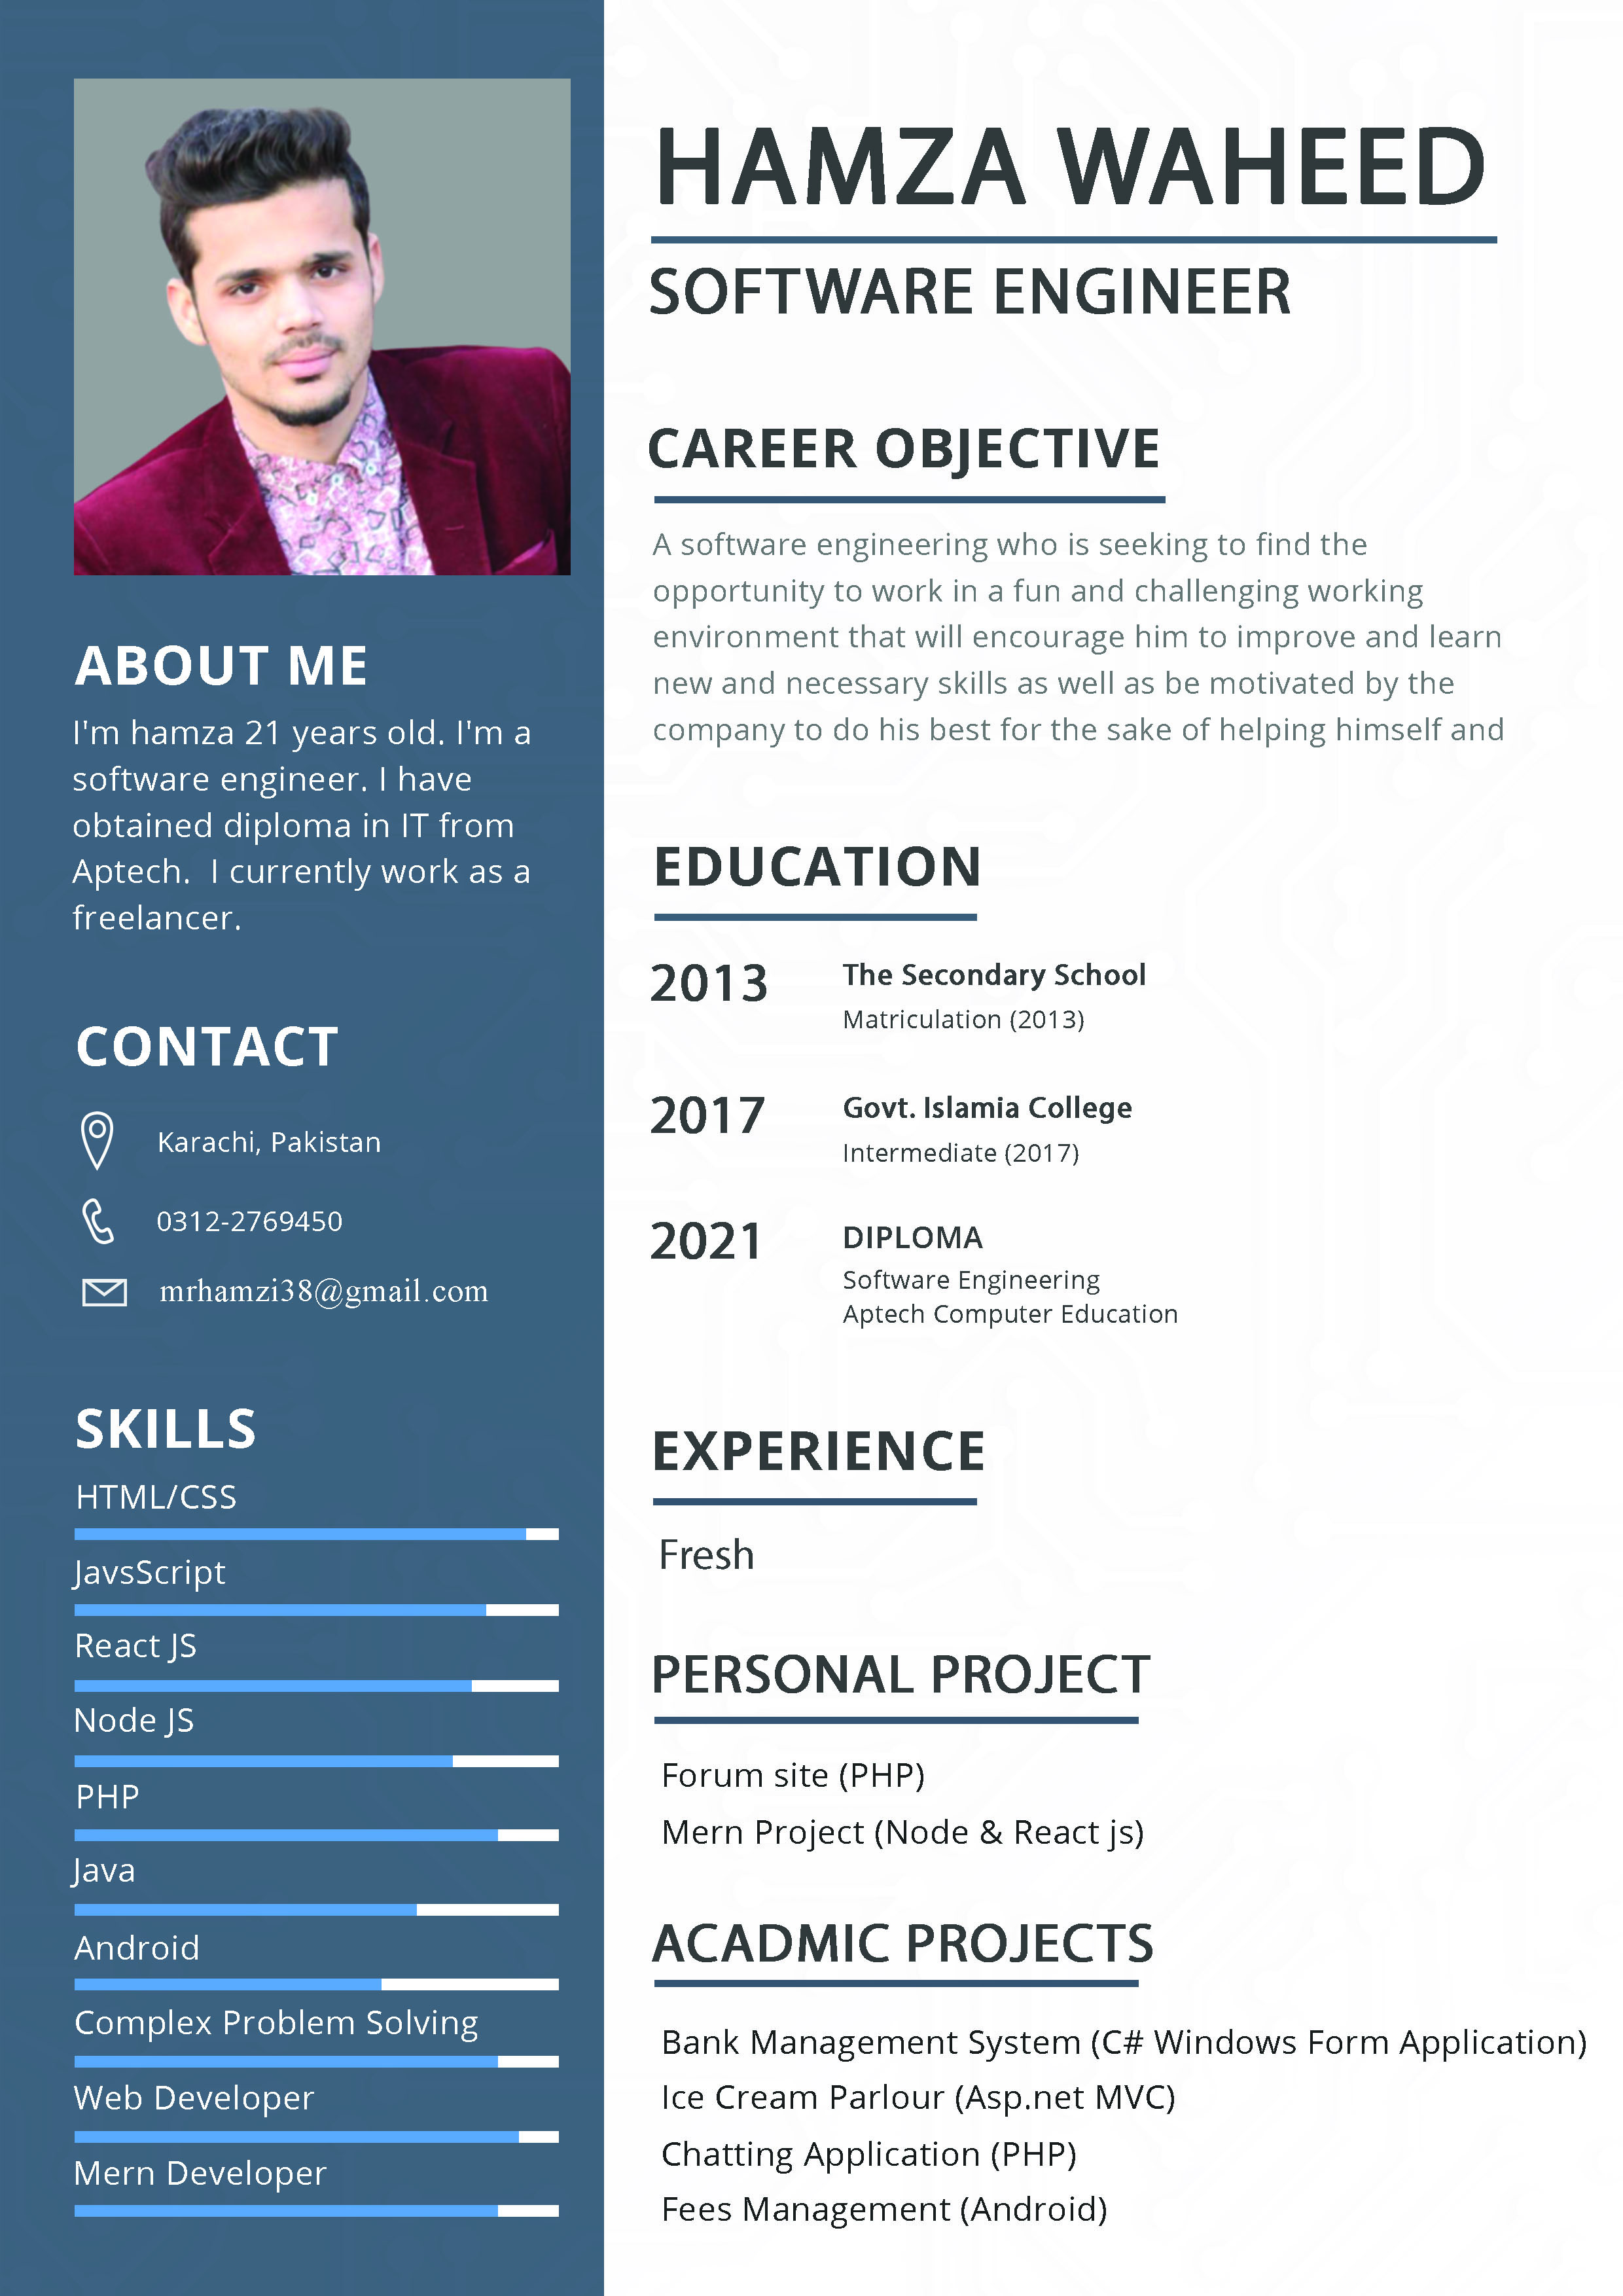 HAMZA WAHEED
SOFTWARE ENGINEER
ABOUT ME
I'm hamza 21 years old. I'm a
software engineer. I have
obtained diploma in IT from
Aptech.  I currently work as a
freelancer.
CONTACT
Karachi, Pakistan
0312-2769450
mrhamzi38@gmail.com
SKILLS
HTML/CSS
JavsScript
React JS
Node JS
PHP
Java
Android
Complex Problem Solving
Web Developer
Mern Developer
CAREER OBJECTIVE
A software engineering who is seeking to find the
opportunity to work in a fun and challenging working
environment that will encourage him to improve and learn
new and necessary skills as well as be motivated by the
company to do his best for the sake of helping himself and
EDUCATION
2013
The Secondary School
Matriculation (2013)
2017
Govt. Islamia College
Intermediate (2017)
2021
DIPLOMA
Software Engineering
Aptech Computer Education
EXPERIENCE
Fresh
PERSONAL PROJECT
Forum site (PHP)
Mern Project (Node & React js)
ACADMIC PROJECTS
Bank Management System (C# Windows Form Application)
Ice Cream Parlour (Asp.net MVC)
Chatting Application (PHP)
Fees Management (Android)